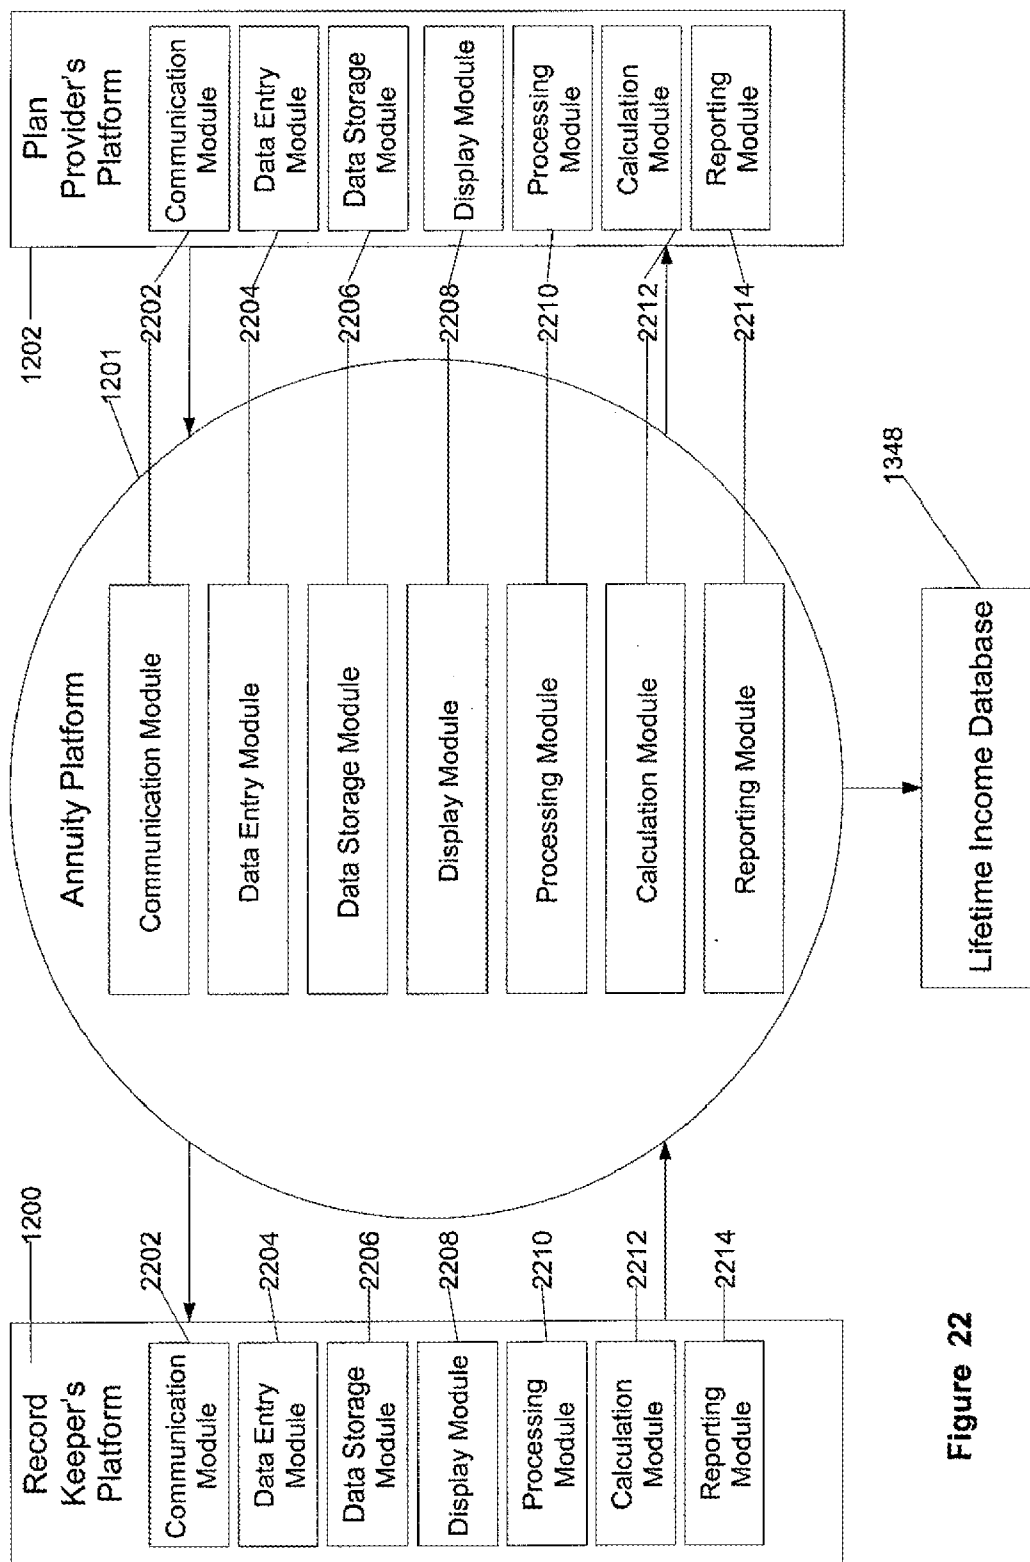 Record
Keeper's
Platform
1200
Communication
Module
2202
Data Entry
Module
2204
Data Storage
Module
2206
Display Module
2208
Processing
Module
2210
Calculation
Module
2212
Reporting
Module
2214
Annuity Platform
1201
Communication Module
2202
Data Entry Module
2204
Data Storage Module
2206
Display Module
2208
Processing Module
2210
Calculation Module
2212
Reporting Module
2214
Plan
Provider's
Platform
1202
Communication
Module
Data Entry
Module
Data Storage
Module
Display Module
Processing
Module
Calculation
Module
Reporting
Module
Lifetime Income Database
1348
Figure 22